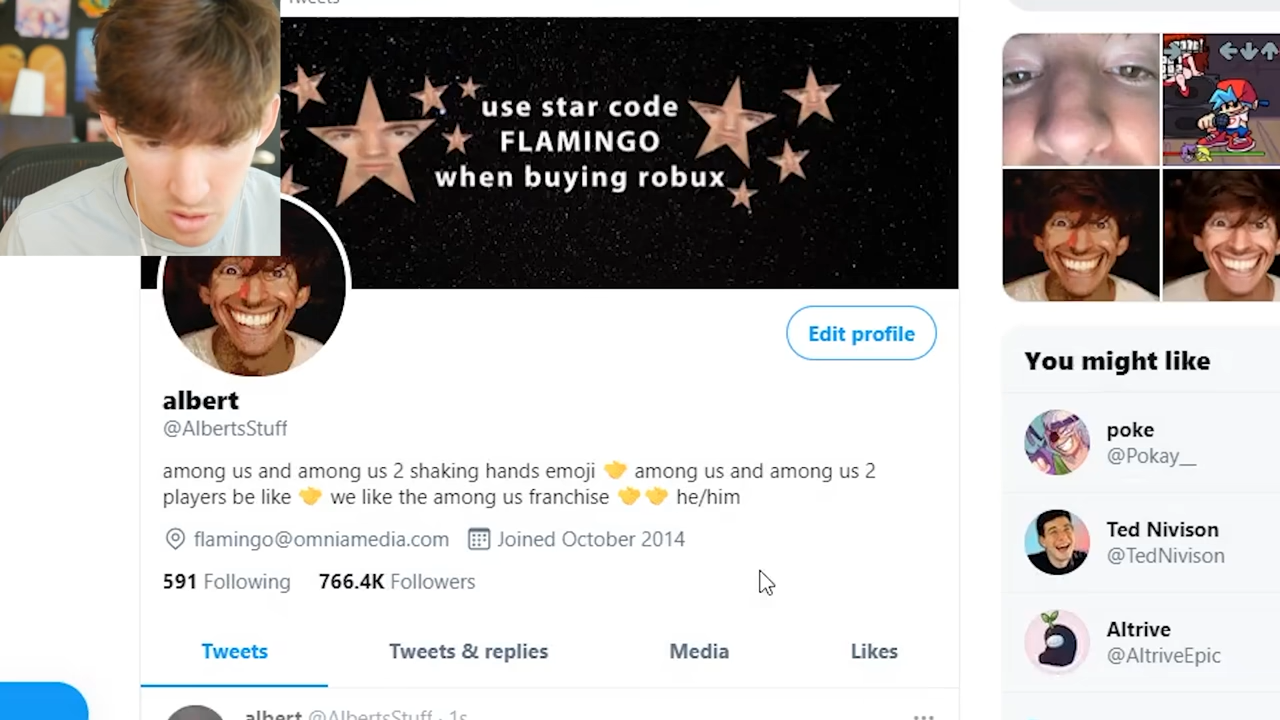 Tweets
use star code
FLAMINGO
when buying robux
Edit profile
albert
@AlbertsStuff
among us and among us 2 shaking hands emoji 🤝 among us and among us 2
players be like 🤝 we like the among us franchise 🤝🤝 he/him
flamingo@omniamedia.com Joined October 2014
591 Following 766.4K Followers
Tweets Tweets & replies Media Likes
albert @AlbertsStuff · 1s
You might like
poke
@Pokay__
Ted Nivison
@TedNivison
Altrive
@AltriveEpic